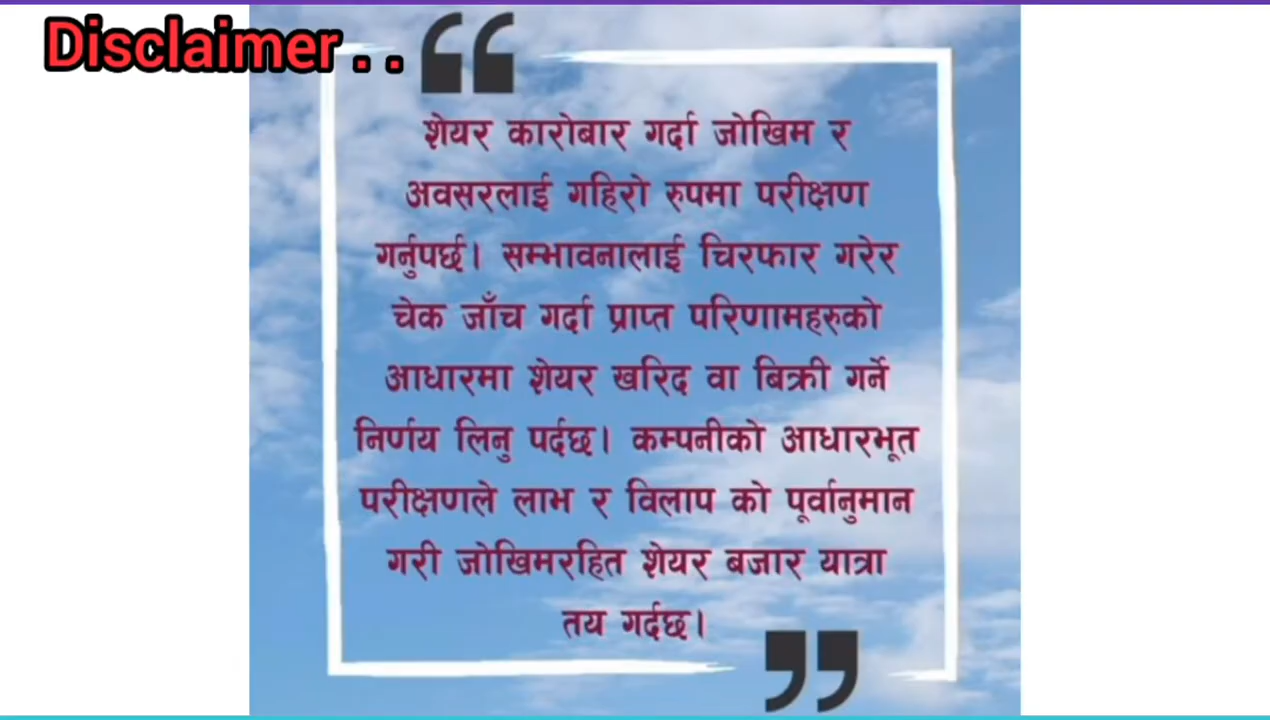 Disclaimer . .
“
शेयर कारोबार गर्दा जोखिम र
अवसरलाई गहिरो रुपमा परीक्षण
गर्नुपर्छ। सम्भावनालाई चिरफार गरेर
चेक जाँच गर्दा प्राप्त परिणामहरुको
आधारमा शेयर खरिद वा बिक्री गर्ने
निर्णय लिनु पर्दछ। कम्पनीको आधारभूत
परीक्षणले लाभ र विलाप को पूर्वानुमान
गरी जोखिमरहित शेयर बजार यात्रा
तय गर्दछ।
”